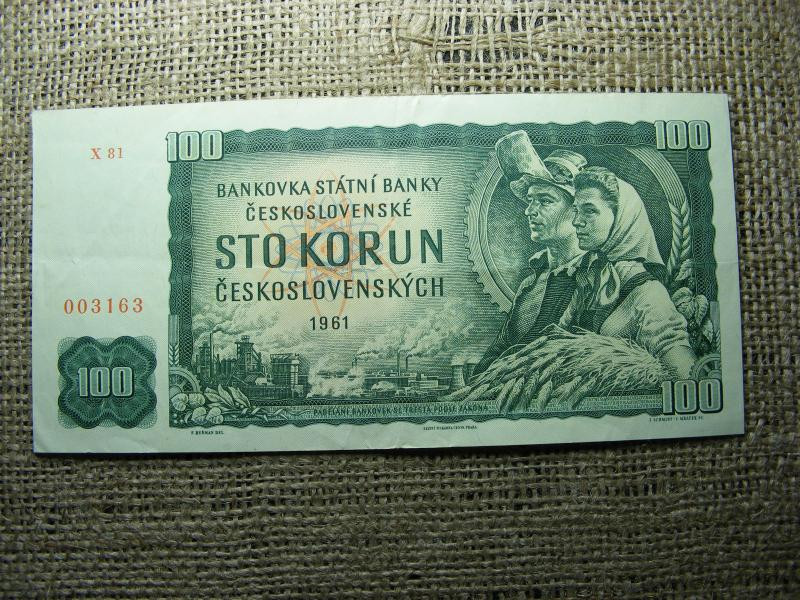 X 81
100
100
BANKOVKA STÁTNÍ BANKY
ČESKOSLOVENSKÉ
STO KORUN
ČESKOSLOVENSKÝCH
1961
003163
100
100
PADĚLÁNÍ BANKOVEK SE TRESTÁ PODLE ZÁKONA